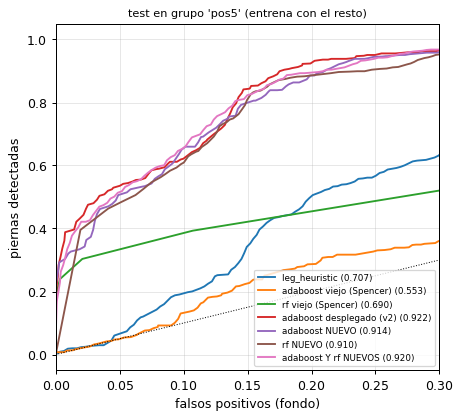 test en grupo 'pos5' (entrena con el resto)
piernas detectadas
1.0
0.8
0.6
0.4
0.2
0.0
0.00
0.05
0.10
0.15
0.20
0.25
0.30
falsos positivos (fondo)
leg_heuristic (0.707)
adaboost viejo (Spencer) (0.553)
rf viejo (Spencer) (0.690)
adaboost desplegado (v2) (0.922)
adaboost NUEVO (0.914)
rf NUEVO (0.910)
adaboost Y rf NUEVOS (0.920)